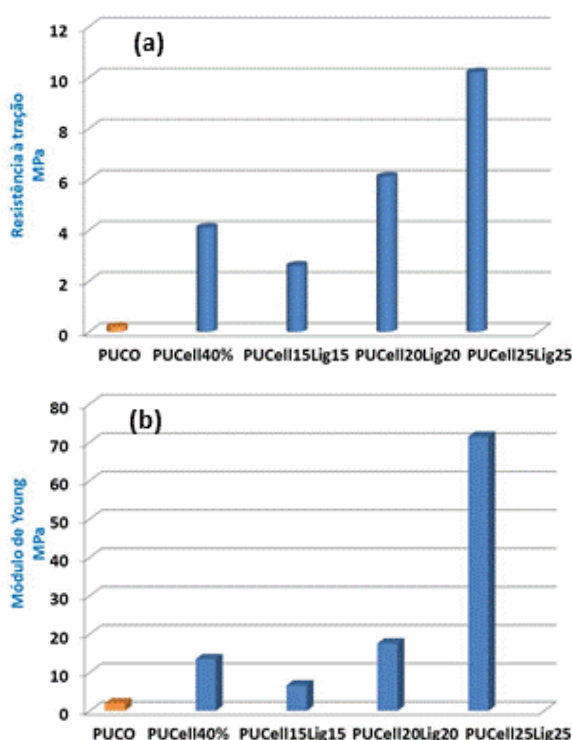 (a)
Resistência à tração
MPa
12
10
8
6
4
2
0
PUCO PUCell40% PUCell15Lig15 PUCell20Lig20 PUCell25Lig25
(b)
Módulo de Young
MPa
80
70
60
50
40
30
20
10
0
PUCO PUCell40% PUCell15Lig15 PUCell20Lig20 PUCell25Lig25